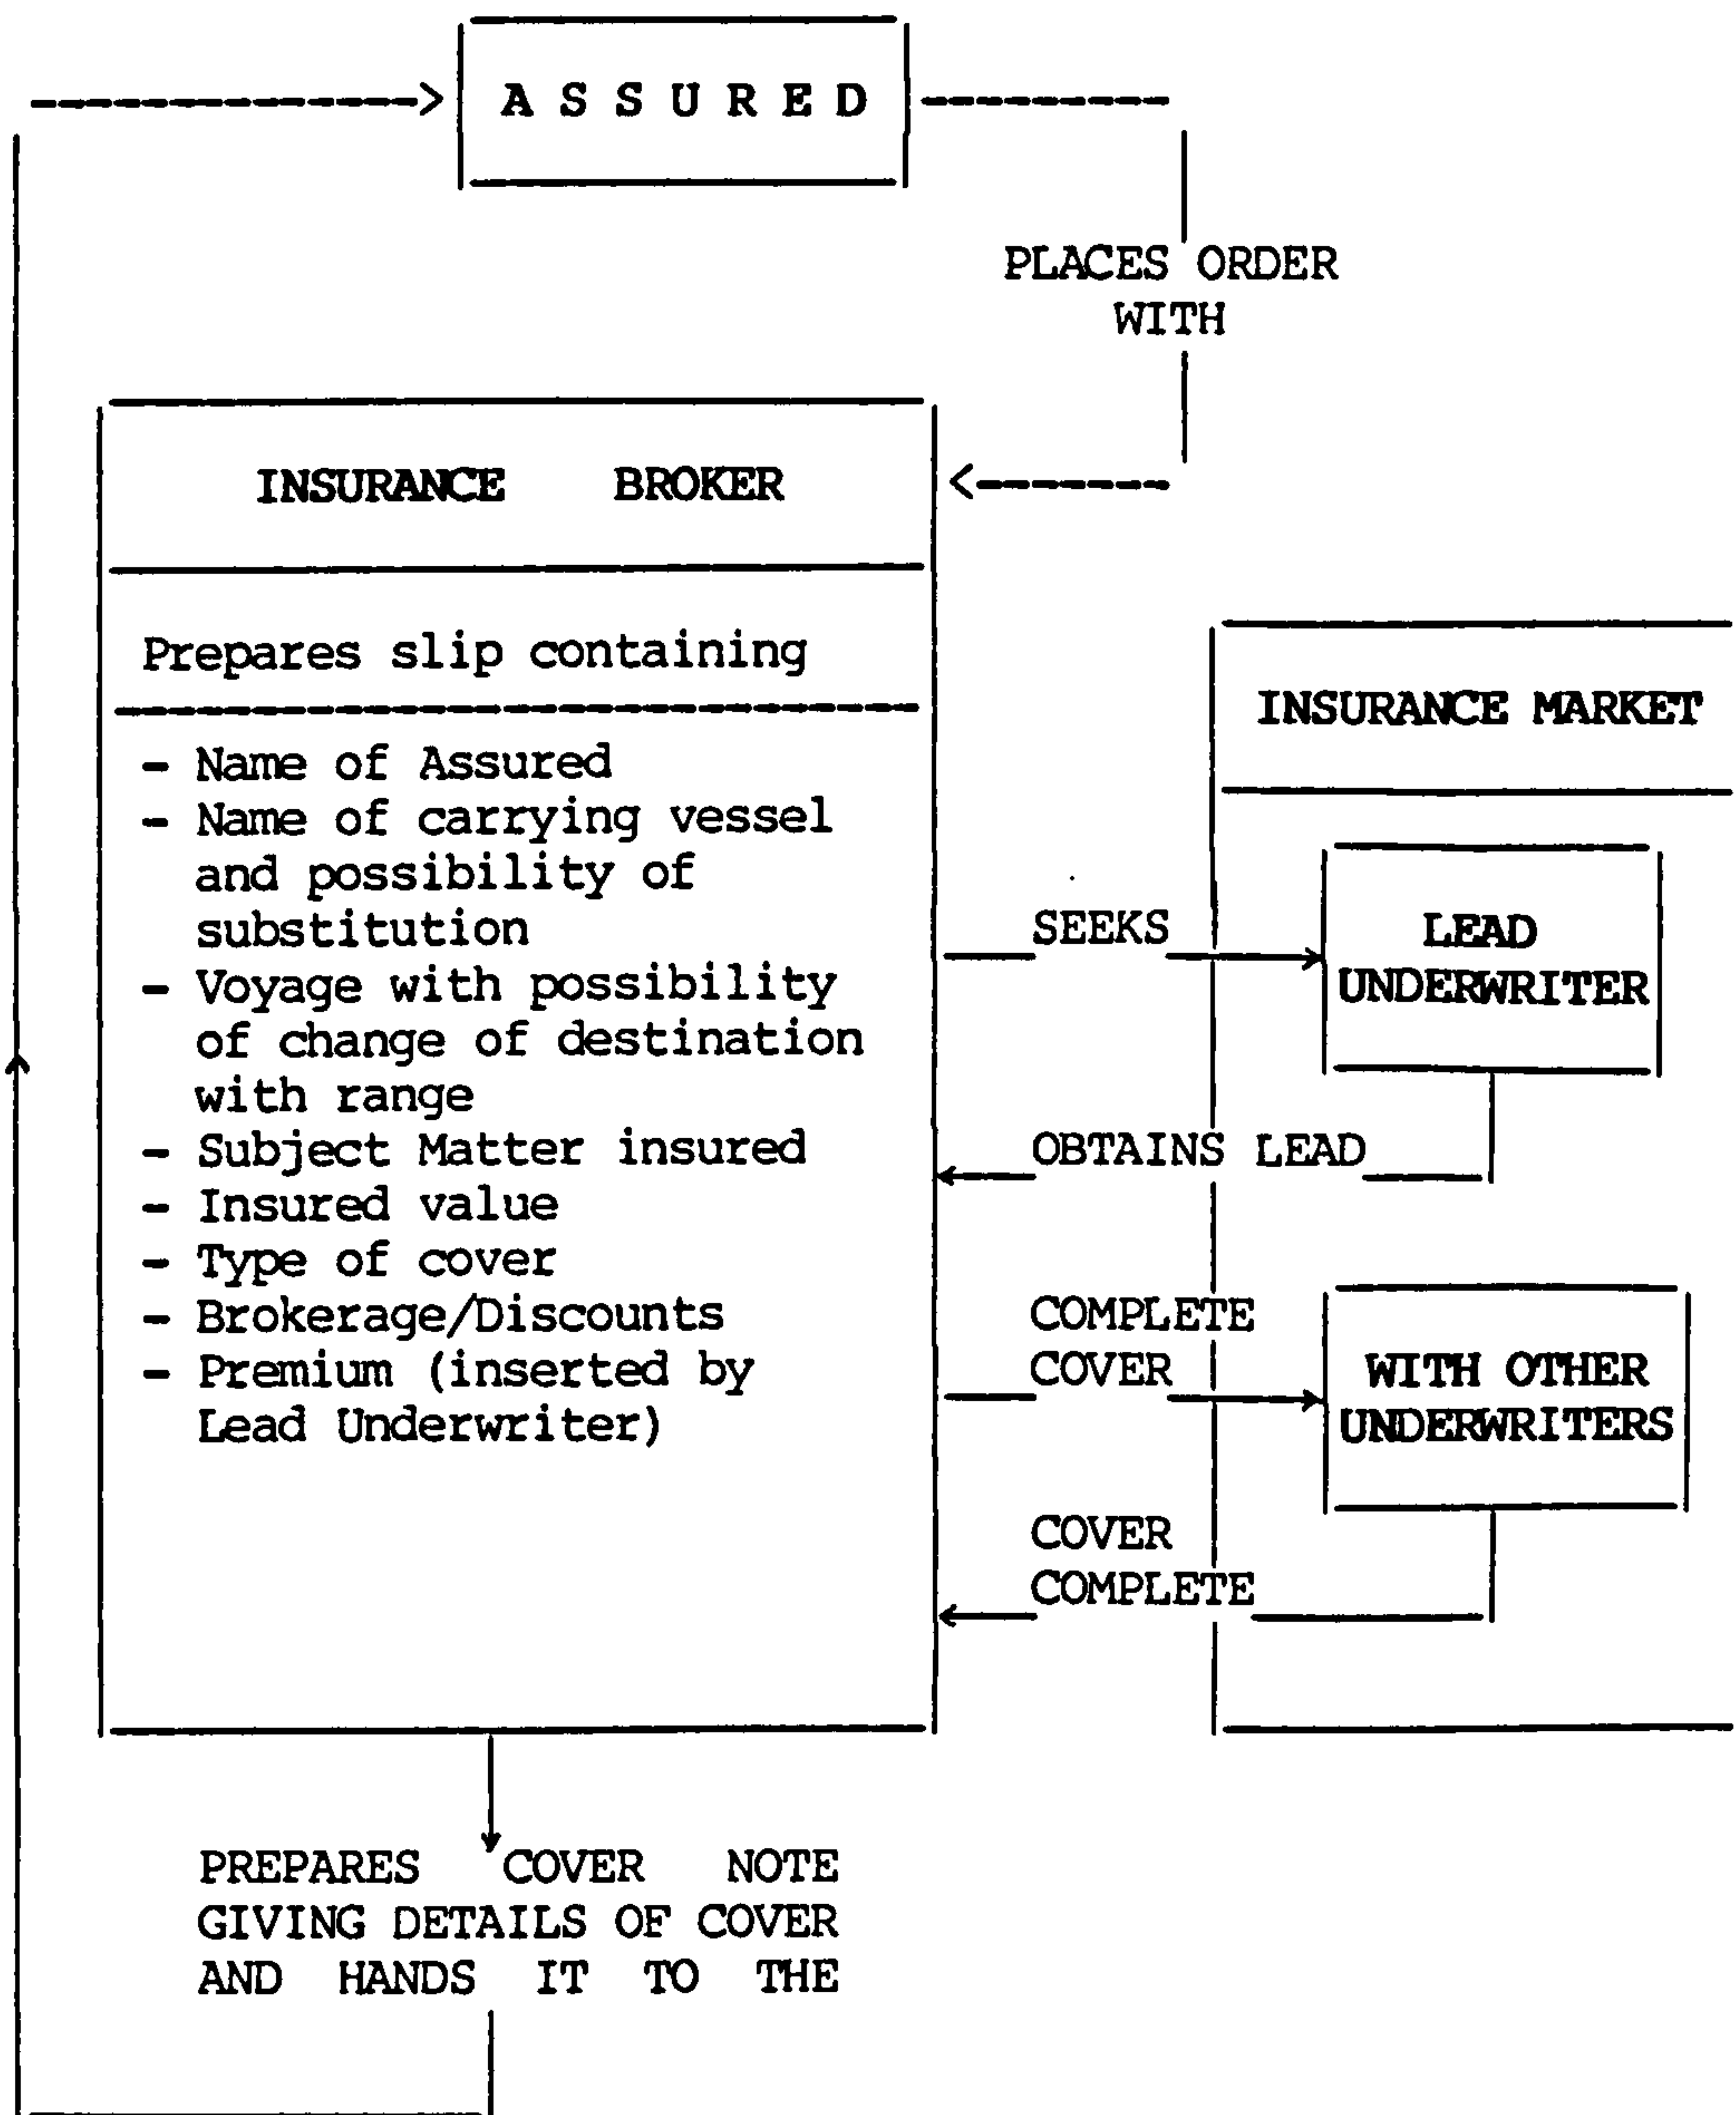 A S S U R E D
PLACES ORDER
WITH
INSURANCE BROKER
Prepares slip containing
- Name of Assured
- Name of carrying vessel
and possibility of
substitution
- Voyage with possibility
of change of destination
with range
- Subject Matter insured
- Insured value
- Type of cover
- Brokerage/Discounts
- Premium (inserted by
Lead Underwriter)
INSURANCE MARKET
SEEKS
LEAD
UNDERWRITER
OBTAINS LEAD
COMPLETE
COVER
WITH OTHER
UNDERWRITERS
COVER
COMPLETE
PREPARES COVER NOTE
GIVING DETAILS OF COVER
AND HANDS IT TO THE